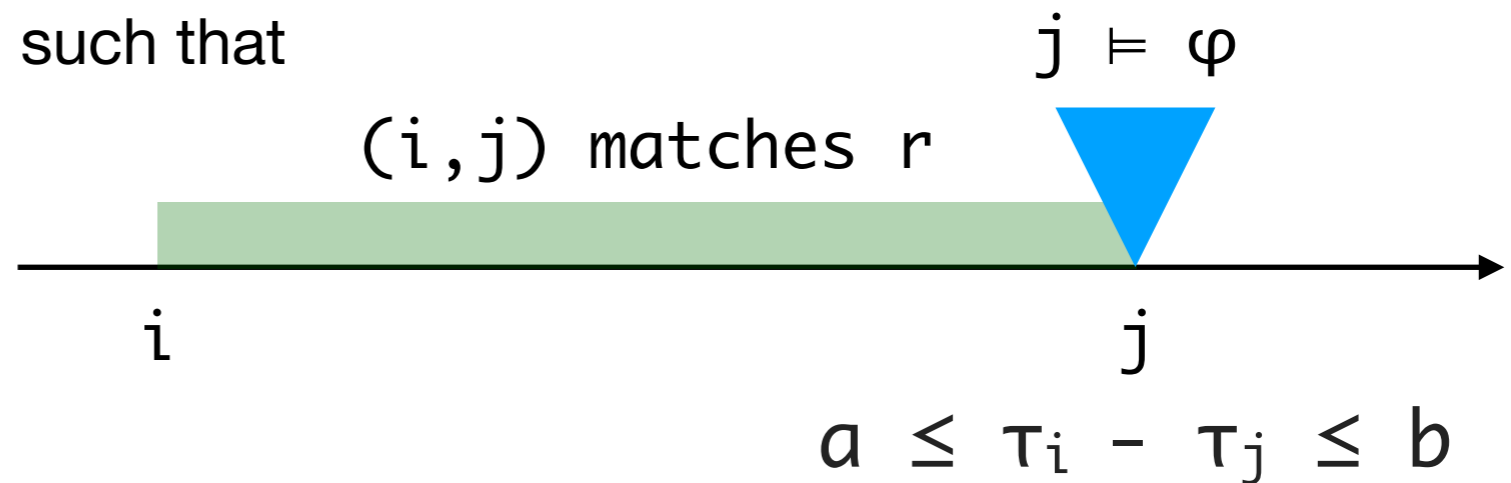 such that
j ⊨ φ
(i,j) matches r
i
j
a ≤ τi - τj ≤ b